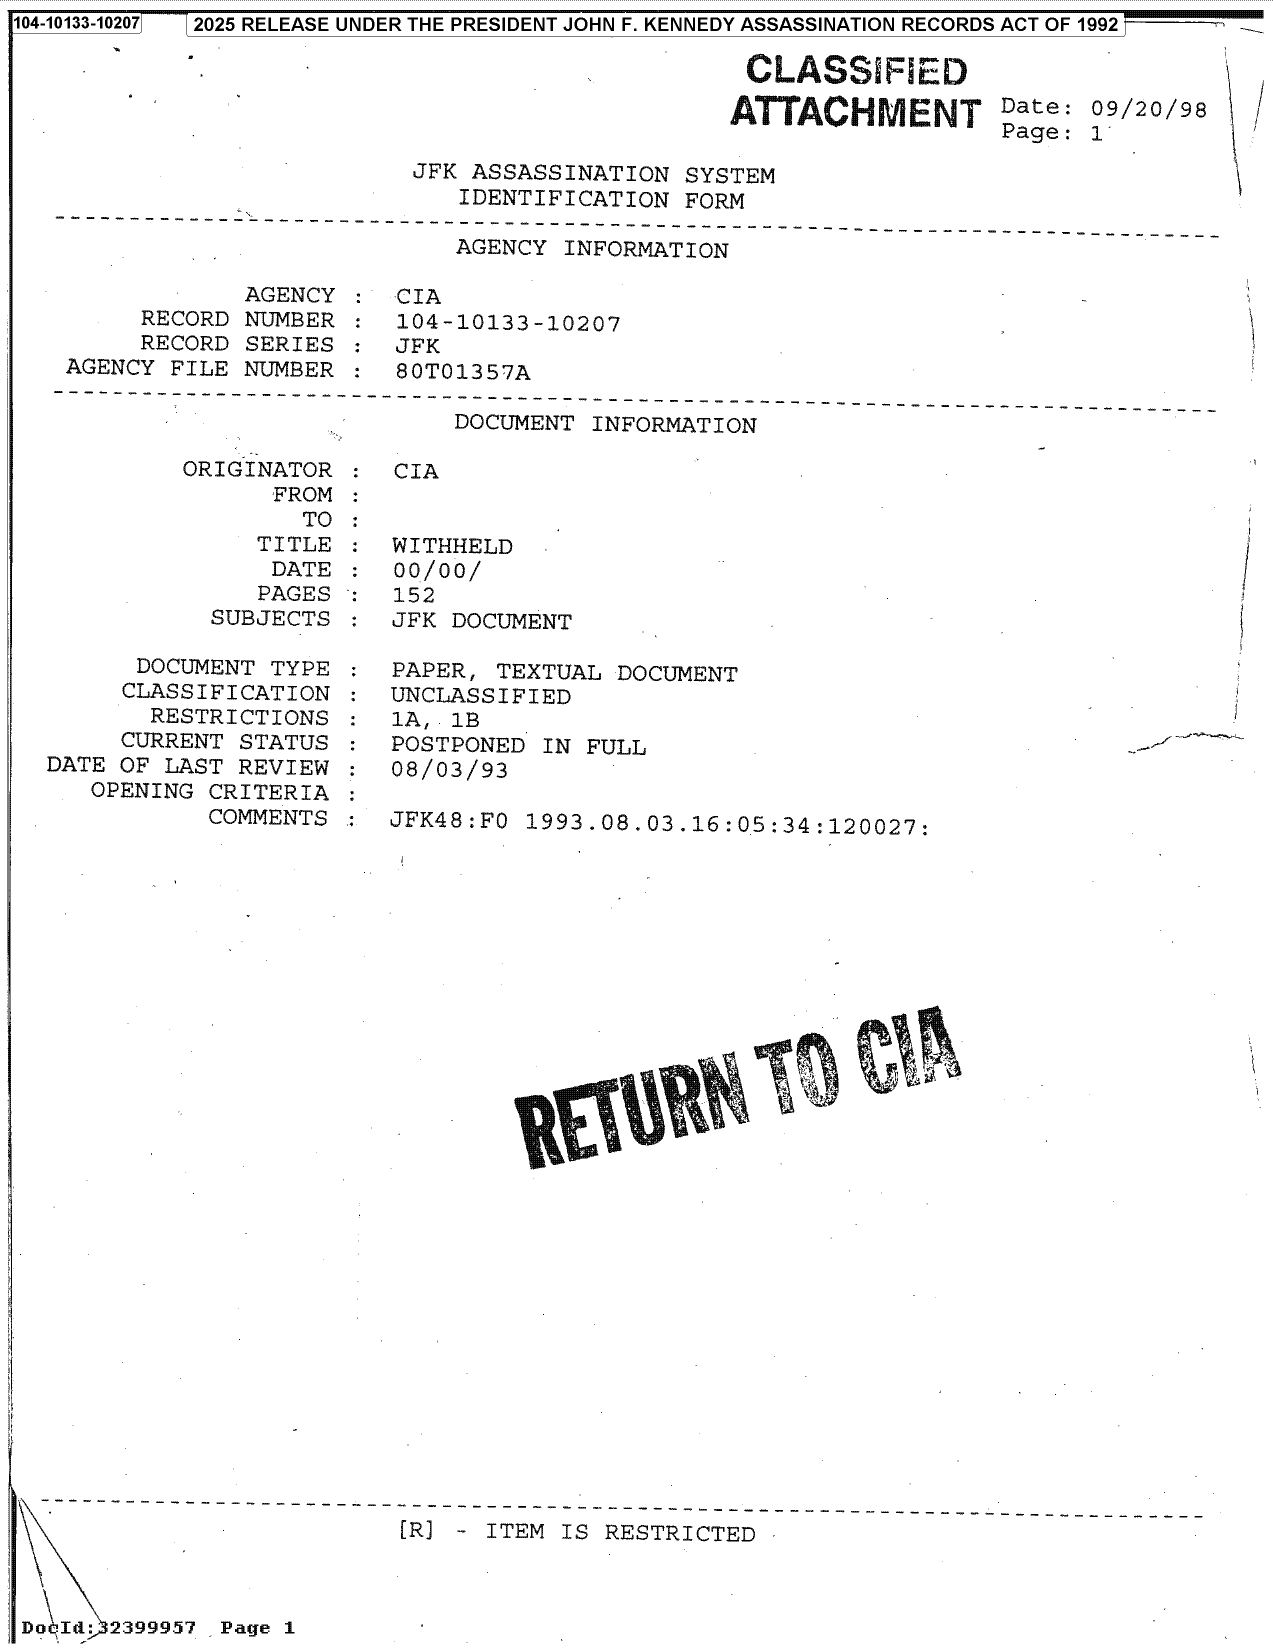 104-10133-10207
2025 RELEASE UNDER THE PRESIDENT JOHN F. KENNEDY ASSASSINATION RECORDS ACT OF 1992
CLASSIFIED
ATTACHMENT
Date: 09/20/98
Page: 1
JFK ASSASSINATION SYSTEM
IDENTIFICATION FORM
AGENCY INFORMATION
AGENCY : CIA
RECORD NUMBER : 104-10133-10207
RECORD SERIES : JFK
AGENCY FILE NUMBER : 80T01357A
DOCUMENT INFORMATION
ORIGINATOR : CIA
FROM :
TO :
TITLE : WITHHELD
DATE : 00/00/
PAGES : 152
SUBJECTS : JFK DOCUMENT
DOCUMENT TYPE : PAPER, TEXTUAL DOCUMENT
CLASSIFICATION : UNCLASSIFIED
RESTRICTIONS : 1A, 1B
CURRENT STATUS : POSTPONED IN FULL
DATE OF LAST REVIEW : 08/03/93
OPENING CRITERIA :
COMMENTS : JFK48:F0 1993.08.03.16:05:34:120027:
RETURN TO CIA
[R] - ITEM IS RESTRICTED
DocId:32399957 Page 1